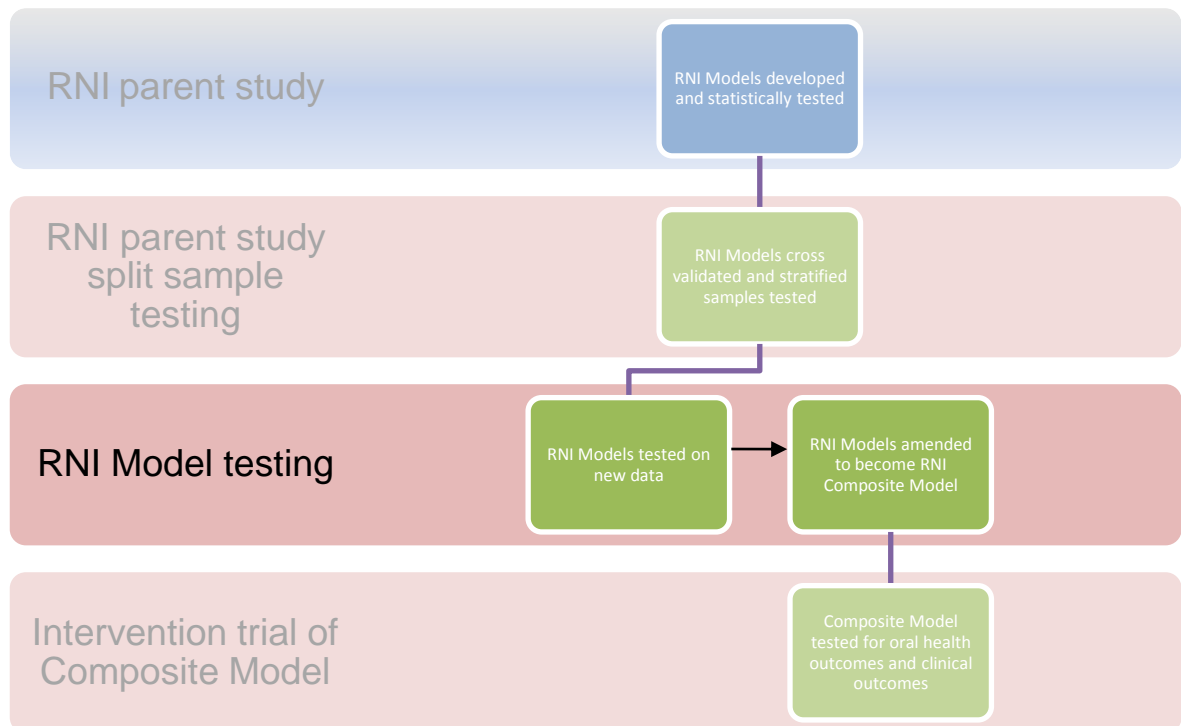 RNI parent study
RNI Models developed
and statistically tested
RNI parent study
split sample
testing
RNI Models cross
validated and stratified
samples tested
RNI Model testing
RNI Models tested on
new data
RNI Models amended
to become RNI
Composite Model
Intervention trial of
Composite Model
Composite Model
tested for oral health
outcomes and clinical
outcomes